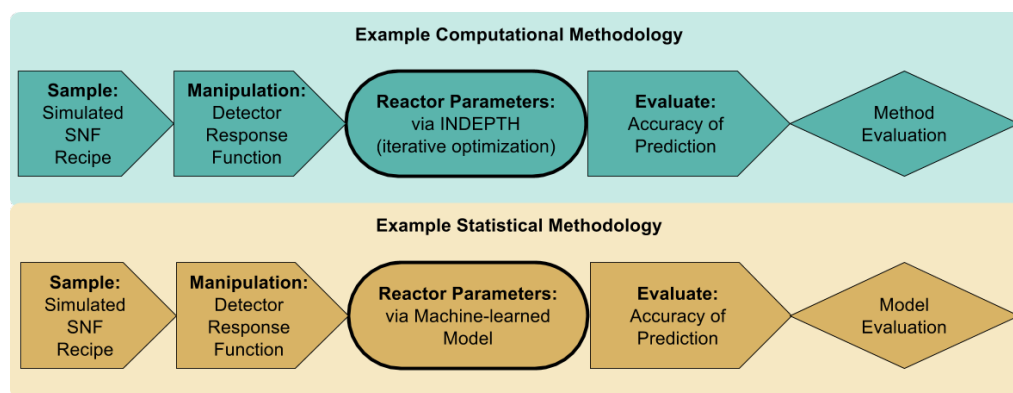 Example Computational Methodology
Sample:
Simulated
SNF
Recipe
Manipulation:
Detector
Response
Function
Reactor Parameters:
via INDEPTH
(iterative optimization)
Evaluate:
Accuracy of
Prediction
Method
Evaluation
Example Statistical Methodology
Sample:
Simulated
SNF
Recipe
Manipulation:
Detector
Response
Function
Reactor Parameters:
via Machine-learned
Model
Evaluate:
Accuracy of
Prediction
Model
Evaluation